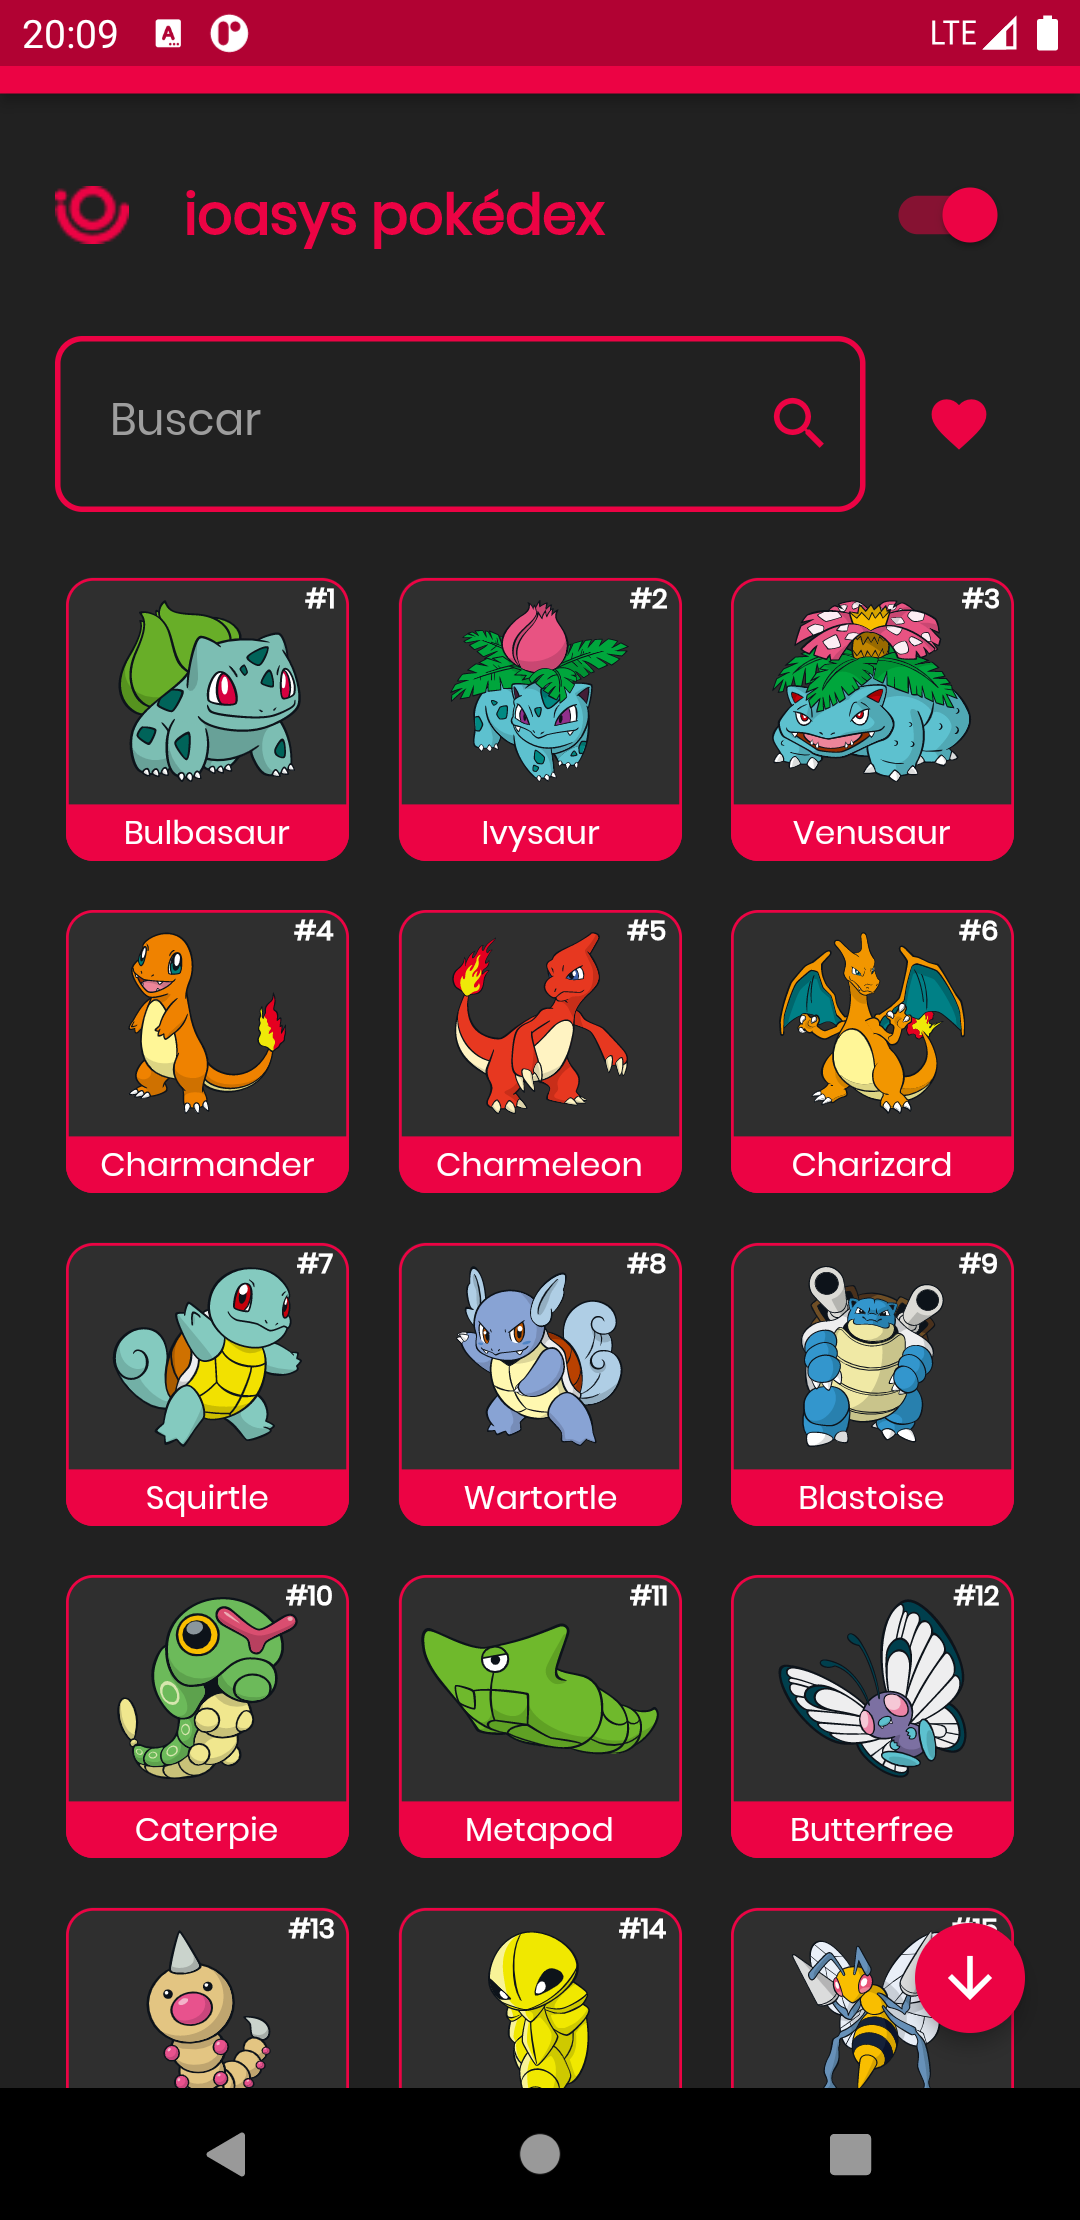 20:09 LTE
ioasys pokédex
Buscar
#1 #2 #3
Bulbasaur Ivysaur Venusaur
#4 #5 #6
Charmander Charmeleon Charizard
#7 #8 #9
Squirtle Wartortle Blastoise
#10 #11 #12
Caterpie Metapod Butterfree
#13 #14 #15